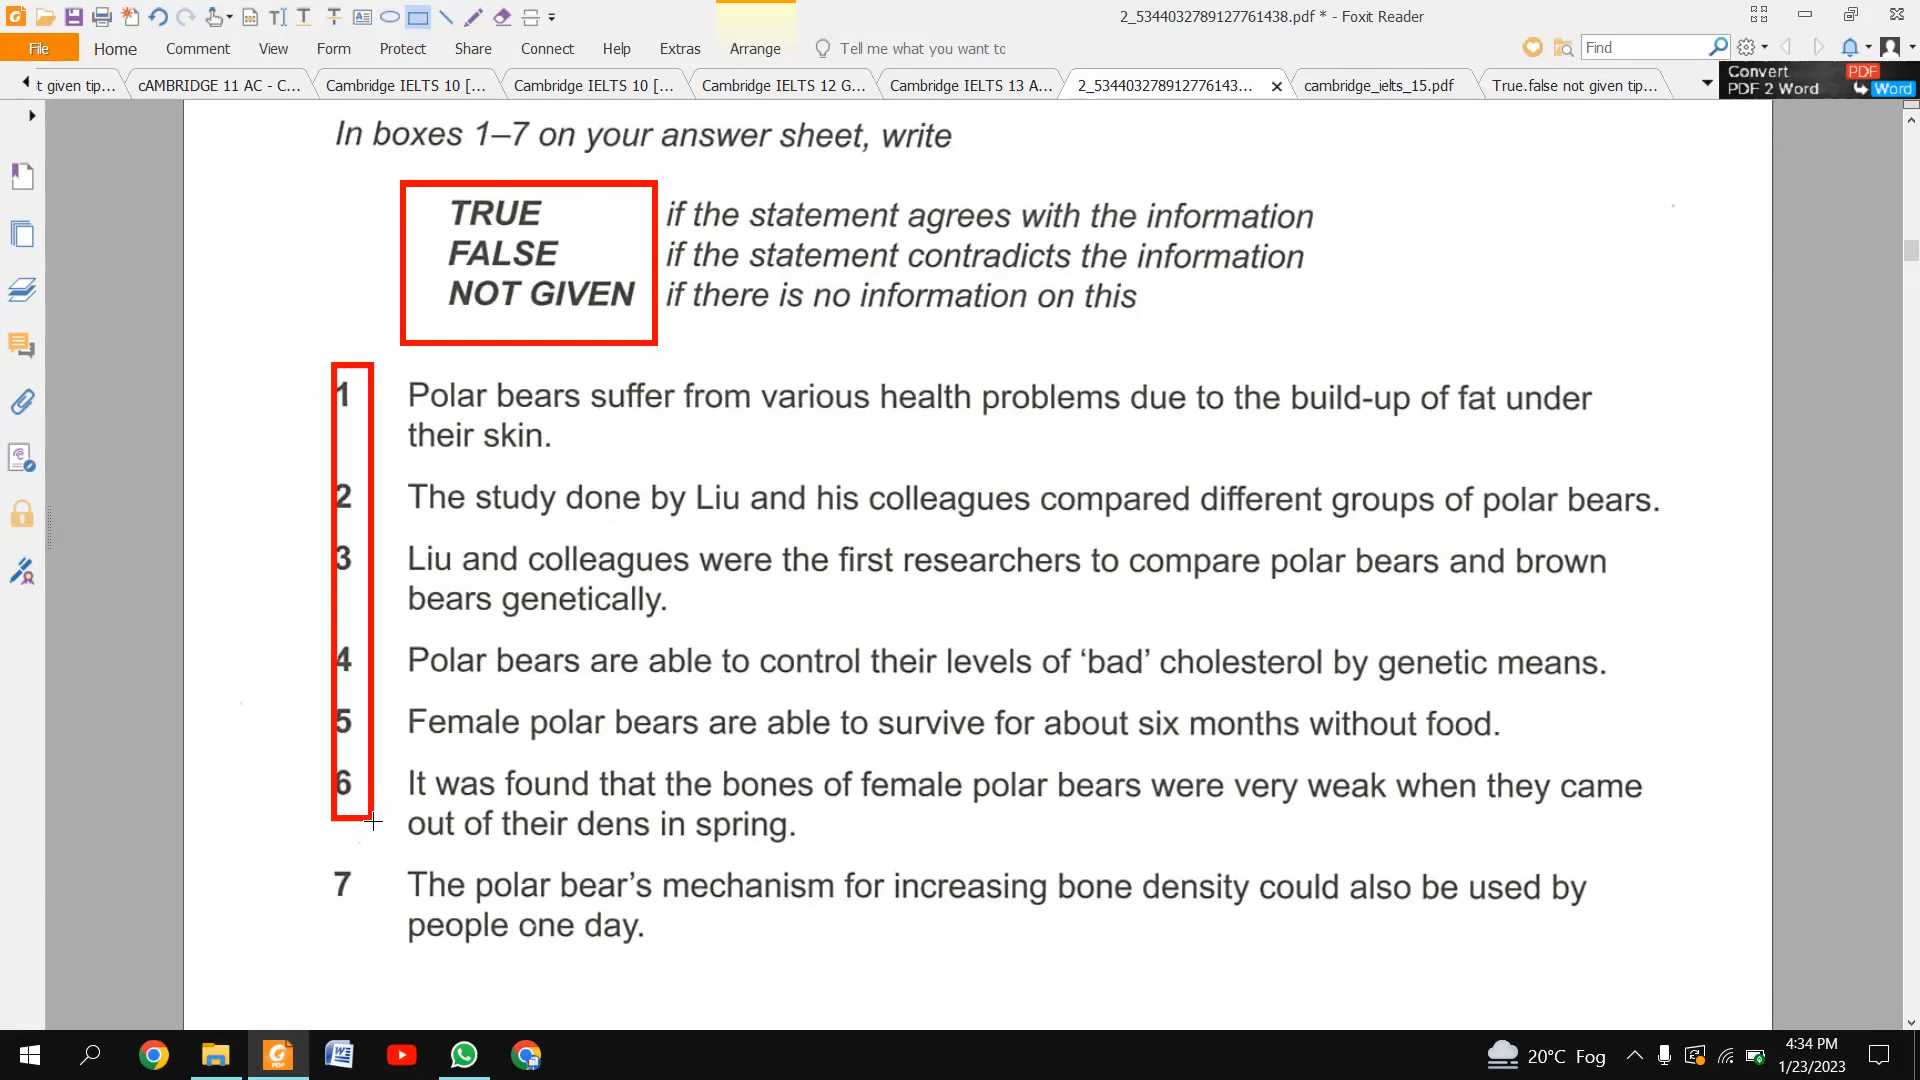 2_5344032789127761438.pdf * - Foxit Reader
File Home Comment View Form Protect Share Connect Help Extras Arrange Tell me what you want to Find
t given tip... cAMBRIDGE 11 AC - C... Cambridge IELTS 10 [... Cambridge IELTS 10 [... Cambridge IELTS 12 G... Cambridge IELTS 13 A... 2_534403278912776143... cambridge_ielts_15.pdf True.false not given tip...
Convert PDF
PDF 2 Word Word
In boxes 1–7 on your answer sheet, write
TRUE if the statement agrees with the information
FALSE if the statement contradicts the information
NOT GIVEN if there is no information on this
1 Polar bears suffer from various health problems due to the build-up of fat under
their skin.
2 The study done by Liu and his colleagues compared different groups of polar bears.
3 Liu and colleagues were the first researchers to compare polar bears and brown
bears genetically.
4 Polar bears are able to control their levels of ‘bad’ cholesterol by genetic means.
5 Female polar bears are able to survive for about six months without food.
6 It was found that the bones of female polar bears were very weak when they came
out of their dens in spring.
7 The polar bear’s mechanism for increasing bone density could also be used by
people one day.
20°C Fog
4:34 PM
1/23/2023